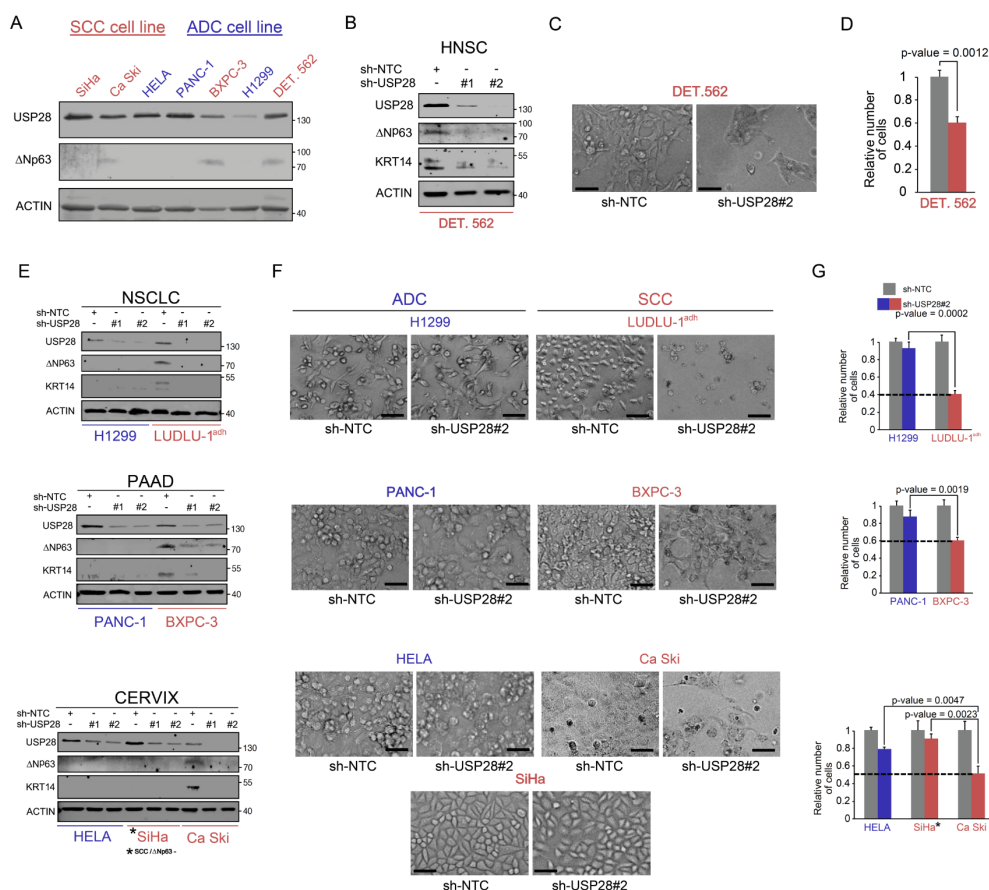 A
SCC cell line ADC cell line
SiHa Ca Ski HELA PANC-1 BXPC-3 H1299 DET. 562
USP28 130-
ΔNp63 100-
70-
ACTIN 40-
B
HNSC
sh-NTC + - -
sh-USP28 - #1 #2
USP28 130
ΔNP63 100
70
KRT14 55
40
ACTIN 40
DET. 562
C
DET.562
sh-NTC sh-USP28#2
D
p-value = 0.0012
Relative number of cells
1
0.8
0.6
0.4
0.2
0
DET. 562
E
NSCLC
sh-NTC + - - + - -
sh-USP28 - #1 #2 - #1 #2
USP28 130
ΔNP63 70
KRT14 55
ACTIN 40
H1299 LUDLU-1adh
PAAD
sh-NTC + - - + - -
sh-USP28 - #1 #2 - #1 #2
USP28 130
ΔNP63 70
KRT14 55
ACTIN 40
PANC-1 BXPC-3
CERVIX
sh-NTC + - - + - - + - -
sh-USP28 - #1 #2 - #1 #2 - #1 #2
USP28 130
ΔNP63 70
KRT14 55
ACTIN 40
HELA *SiHa Ca Ski
* SCC /ΔNp63 -
F
ADC SCC
H1299 LUDLU-1adh
sh-NTC sh-USP28#2 sh-NTC sh-USP28#2
PANC-1 BXPC-3
sh-NTC sh-USP28#2 sh-NTC sh-USP28#2
HELA Ca Ski
sh-NTC sh-USP28#2 sh-NTC sh-USP28#2
SiHa
sh-NTC sh-USP28#2
G
sh-NTC
sh-USP28#2
p-value = 0.0002
Relative number of cells
1
0.8
0.6
0.4
0.2
0
H1299 LUDLU-1adh
p-value = 0.0019
Relative number of cells
1
0.8
0.6
0.4
0.2
0
PANC-1 BXPC-3
p-value = 0.0047
p-value = 0.0023
Relative number of cells
1
0.8
0.6
0.4
0.2
0
HELA SiHa* Ca Ski